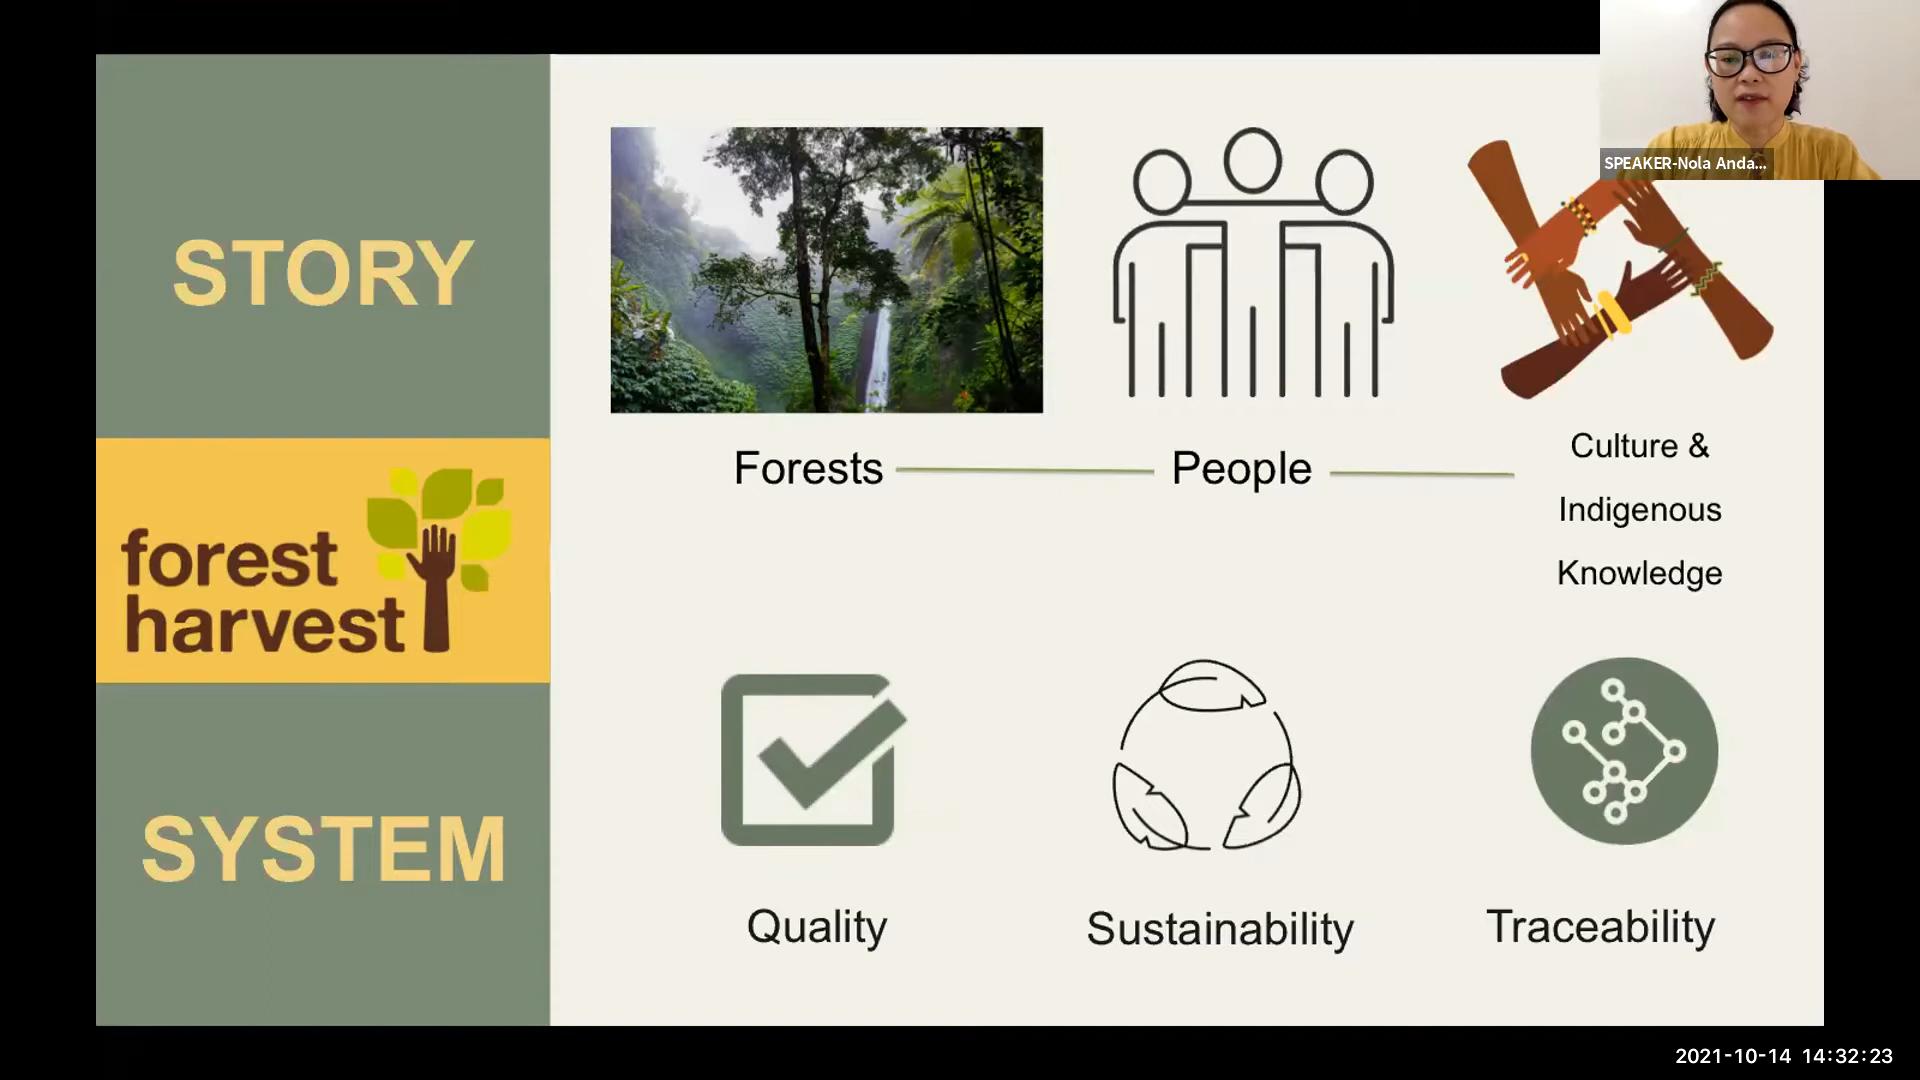 SPEAKER-Nola Anda...
STORY
Forests
People
Culture &
Indigenous
Knowledge
forest
harvest
SYSTEM
Quality
Sustainability
Traceability
2021-10-14 14:32:23